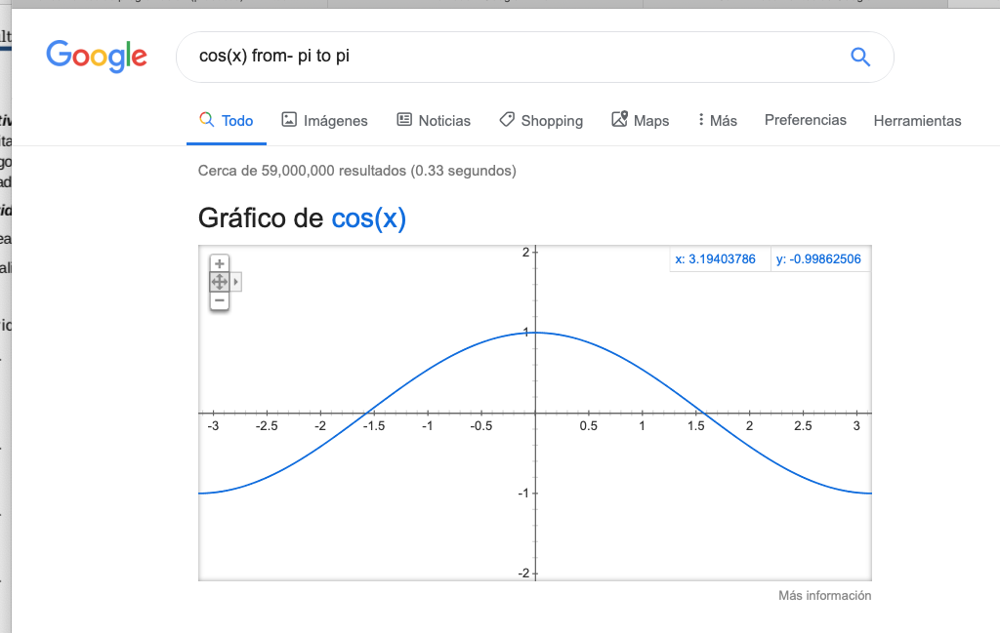 Google
cos(x) from- pi to pi
Todo Imágenes Noticias Shopping Maps Más Preferencias Herramientas
Cerca de 59,000,000 resultados (0.33 segundos)
Gráfico de cos(x)
x: 3.19403786 y: -0.99862506
2
1
-3 -2.5 -2 -1.5 -1 -0.5 0.5 1 1.5 2 2.5 3
-1
-2
Más información